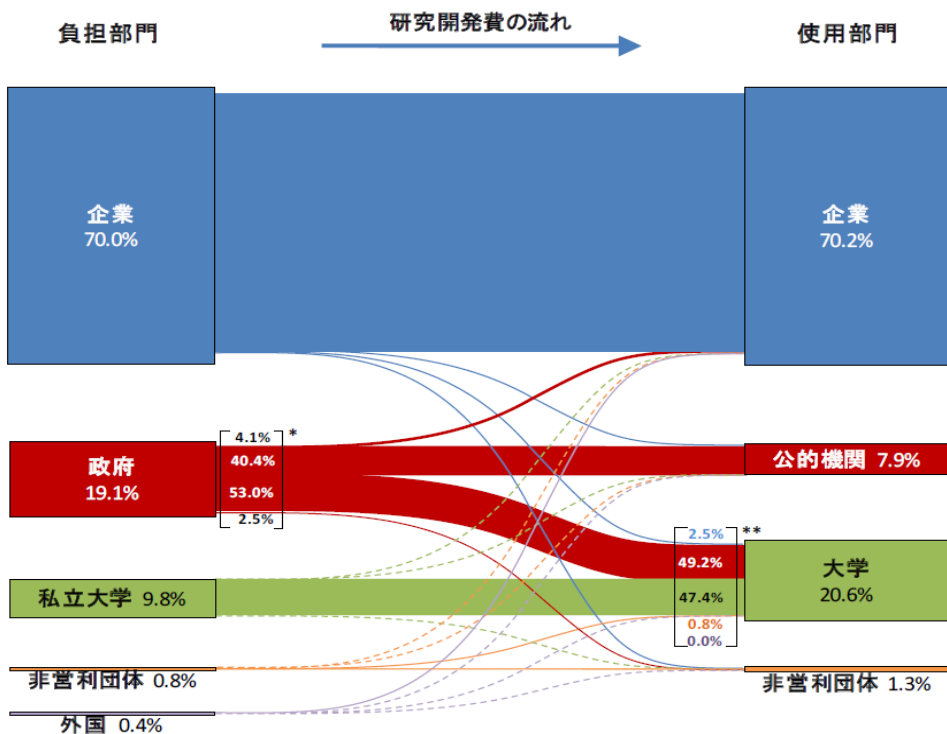 負担部門
研究開発費の流れ
使用部門
企業
70.0%
企業
70.2%
政府
19.1%
4.1% *
40.4%
53.0%
2.5%
公的機関 7.9%
私立大学 9.8%
2.5% **
49.2%
47.4%
0.8%
0.0%
大学
20.6%
非営利団体 0.8%
非営利団体 1.3%
外国 0.4%